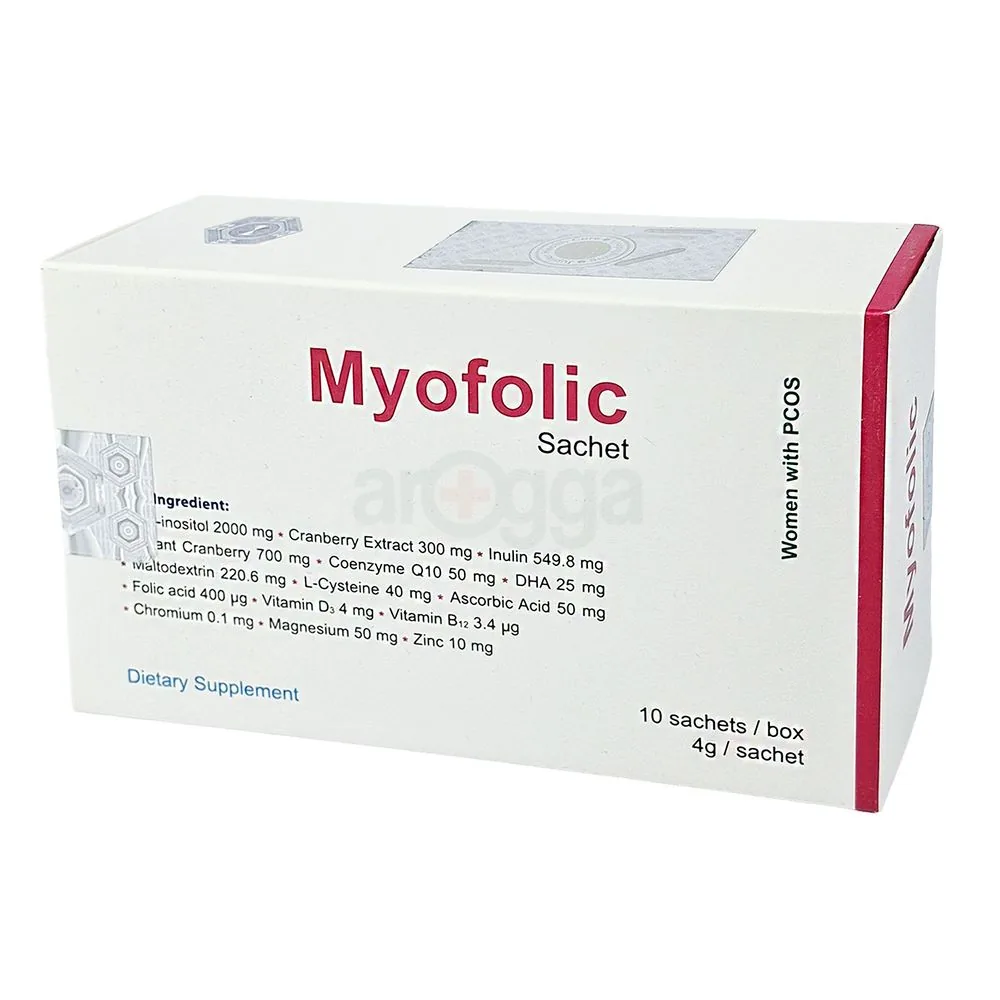 Myofolic
Sachet
arogga
Women with PCOS
Myofolic
Ingredient:
-inositol 2000 mg * Cranberry Extract 300 mg * Inulin 549.8 mg
ant Cranberry 700 mg * Coenzyme Q10 50 mg * DHA 25 mg
* Maltodextrin 220.6 mg * L-Cysteine 40 mg * Ascorbic Acid 50 mg
* Folic acid 400 µg * Vitamin D₃ 4 mg * Vitamin B₁₂ 3.4 µg
* Chromium 0.1 mg * Magnesium 50 mg * Zinc 10 mg
Dietary Supplement
10 sachets / box
4g / sachet